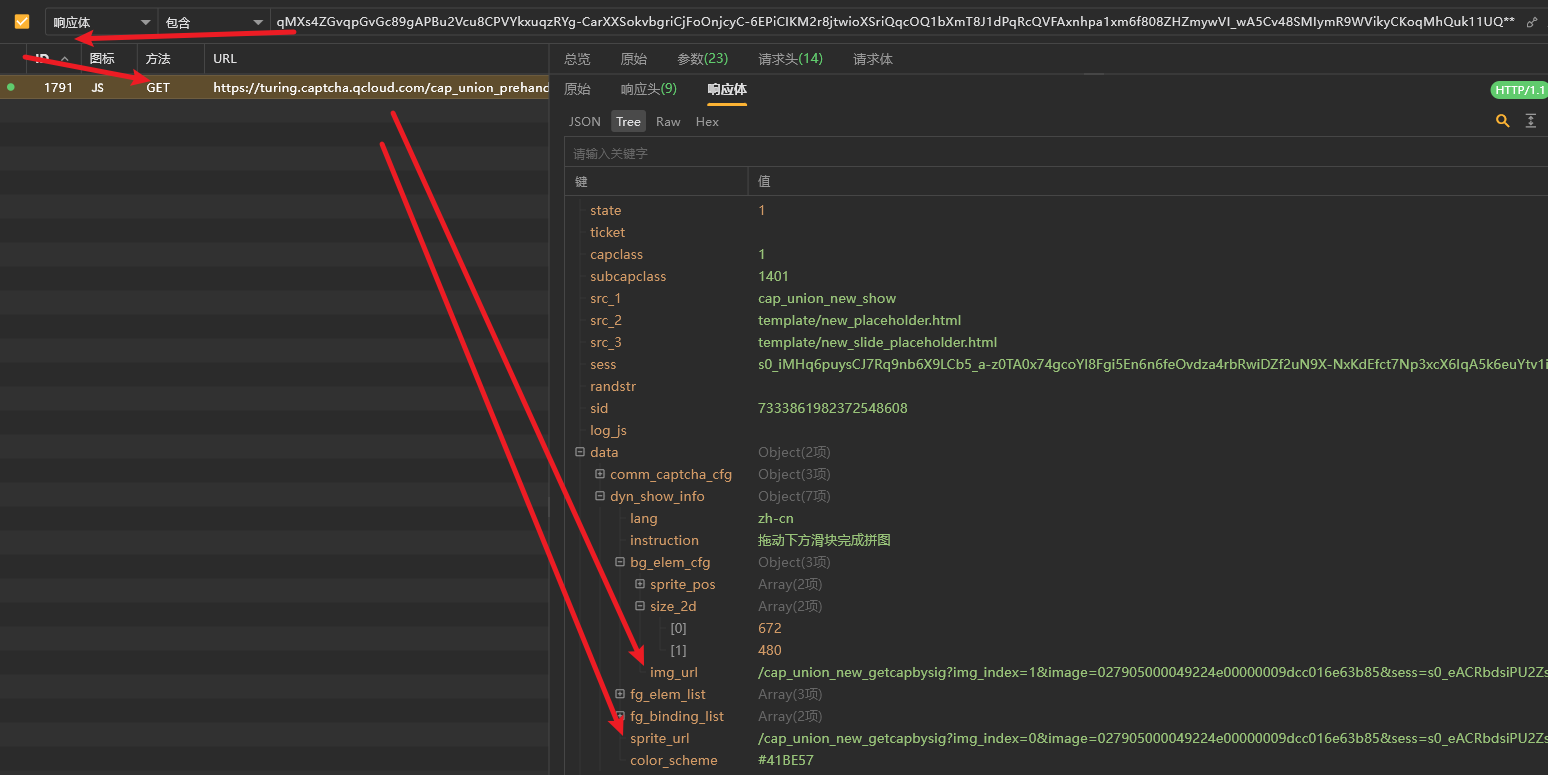 响应体 包含 qMXs4ZGvqpGvGc89gAPBu2Vcu8CPVYkxuqzRYg-CarXXSokvbgriCjFoOnjcyC-6EPiCIKM2r8jtwioXSriQqcOQ1bXmT8J1dPqRcQVFAxnhpa1xm6f808ZHZmywVI_wA5Cv48SMIymR9WVikyCKoqMhQuk11UQ**
ID 图标 方法 URL
1791 JS GET https://turing.captcha.qcloud.com/cap_union_prehand
总览 原始 参数(23) 请求头(14) 请求体
原始 响应头(9) 响应体
HTTP/1.1
JSON Tree Raw Hex
请输入关键字
键 值
state 1
ticket
capclass 1
subcapclass 1401
src_1 cap_union_new_show
src_2 template/new_placeholder.html
src_3 template/new_slide_placeholder.html
sess s0_iMHq6puysCJ7Rq9nb6X9LCb5_a-z0TA0x74gcoYl8Fgi5En6n6feOvdza4rbRwiDZf2uN9X-NxKdEfct7Np3xcX6IqA5k6euYtv1i
randstr
sid 7333861982372548608
log_js
data Object(2项)
comm_captcha_cfg Object(3项)
dyn_show_info Object(7项)
lang zh-cn
instruction 拖动下方滑块完成拼图
bg_elem_cfg Object(3项)
sprite_pos Array(2项)
size_2d Array(2项)
[0] 672
[1] 480
img_url /cap_union_new_getcapbysig?img_index=1&image=027905000049224e00000009dcc016e63b85&sess=s0_eACRbdsiPU2Zs
fg_elem_list Array(3项)
fg_binding_list Array(2项)
sprite_url /cap_union_new_getcapbysig?img_index=0&image=027905000049224e00000009dcc016e63b85&sess=s0_eACRbdsiPU2Zs
color_scheme #41BE57